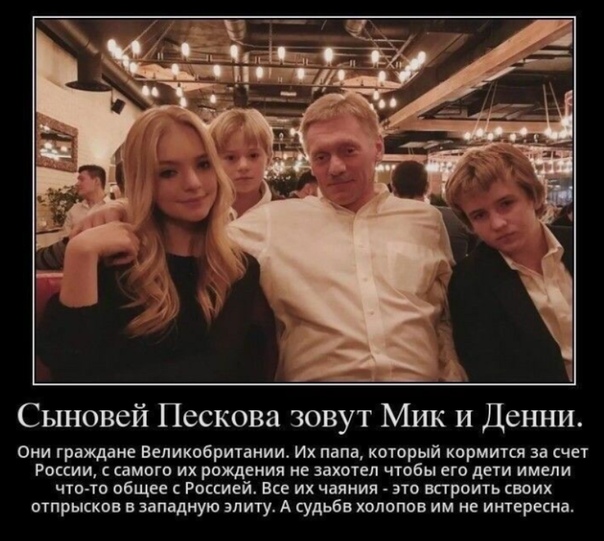 Сыновей Пескова зовут Мик и Денни.
Они граждане Великобритании. Их папа, который кормится за счет
России, с самого их рождения не захотел чтобы его дети имели
что-то общее с Россией. Все их чаяния - это встроить своих
отпрысков в западную элиту. А судьбв холопов им не интересна.